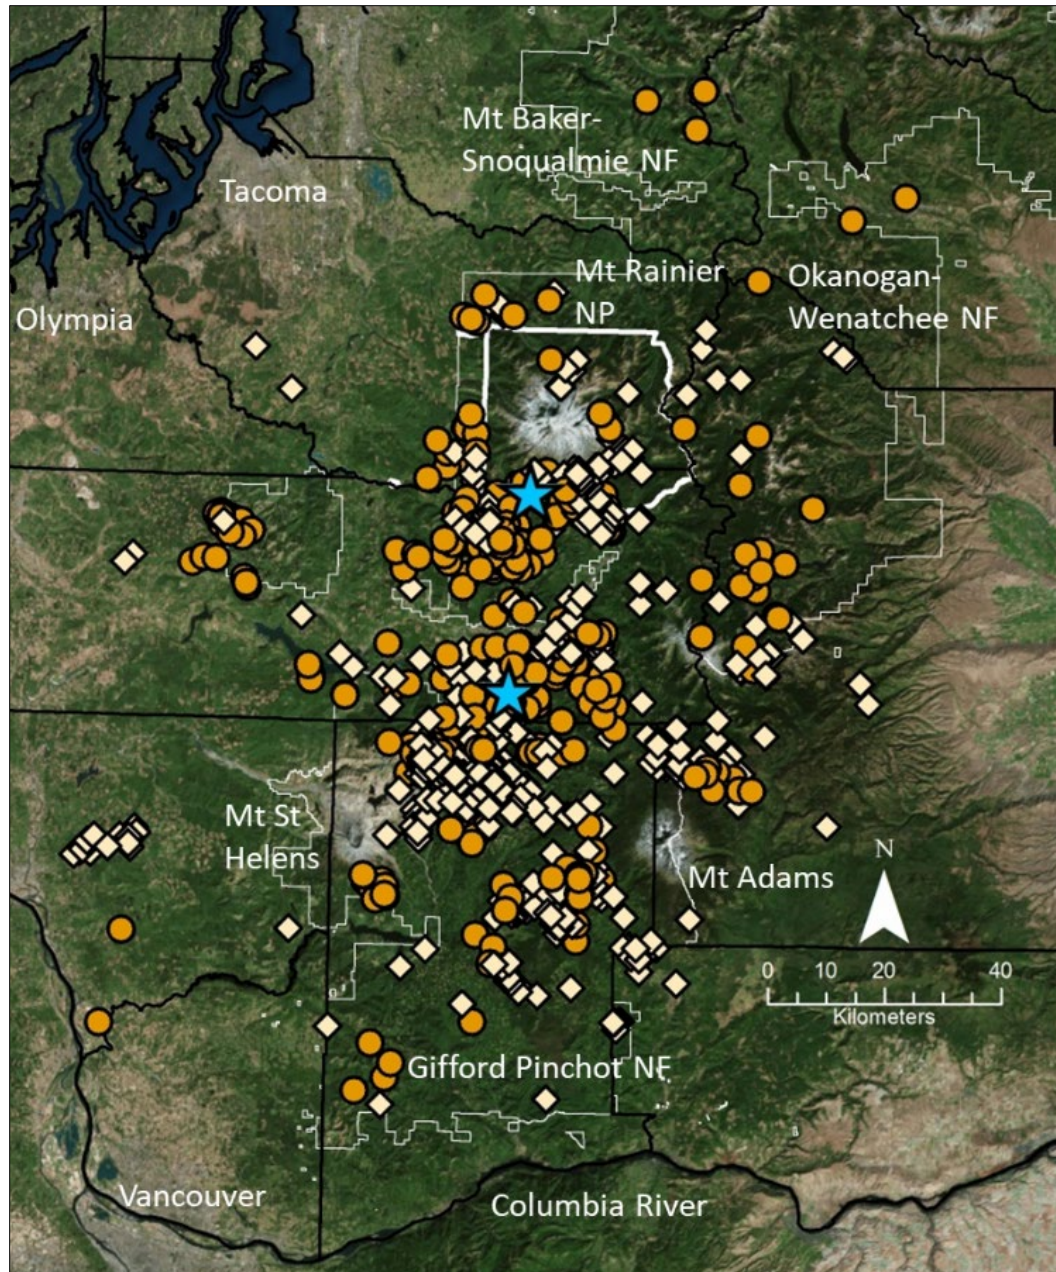 Mt Baker-
Snoqualmie NF
Tacoma
Mt Rainier
NP
Okanogan-
Wenatchee NF
Olympia
Mt St
Helens
Mt Adams
N
0 10 20 40
Kilometers
Gifford Pinchot NF
Vancouver
Columbia River